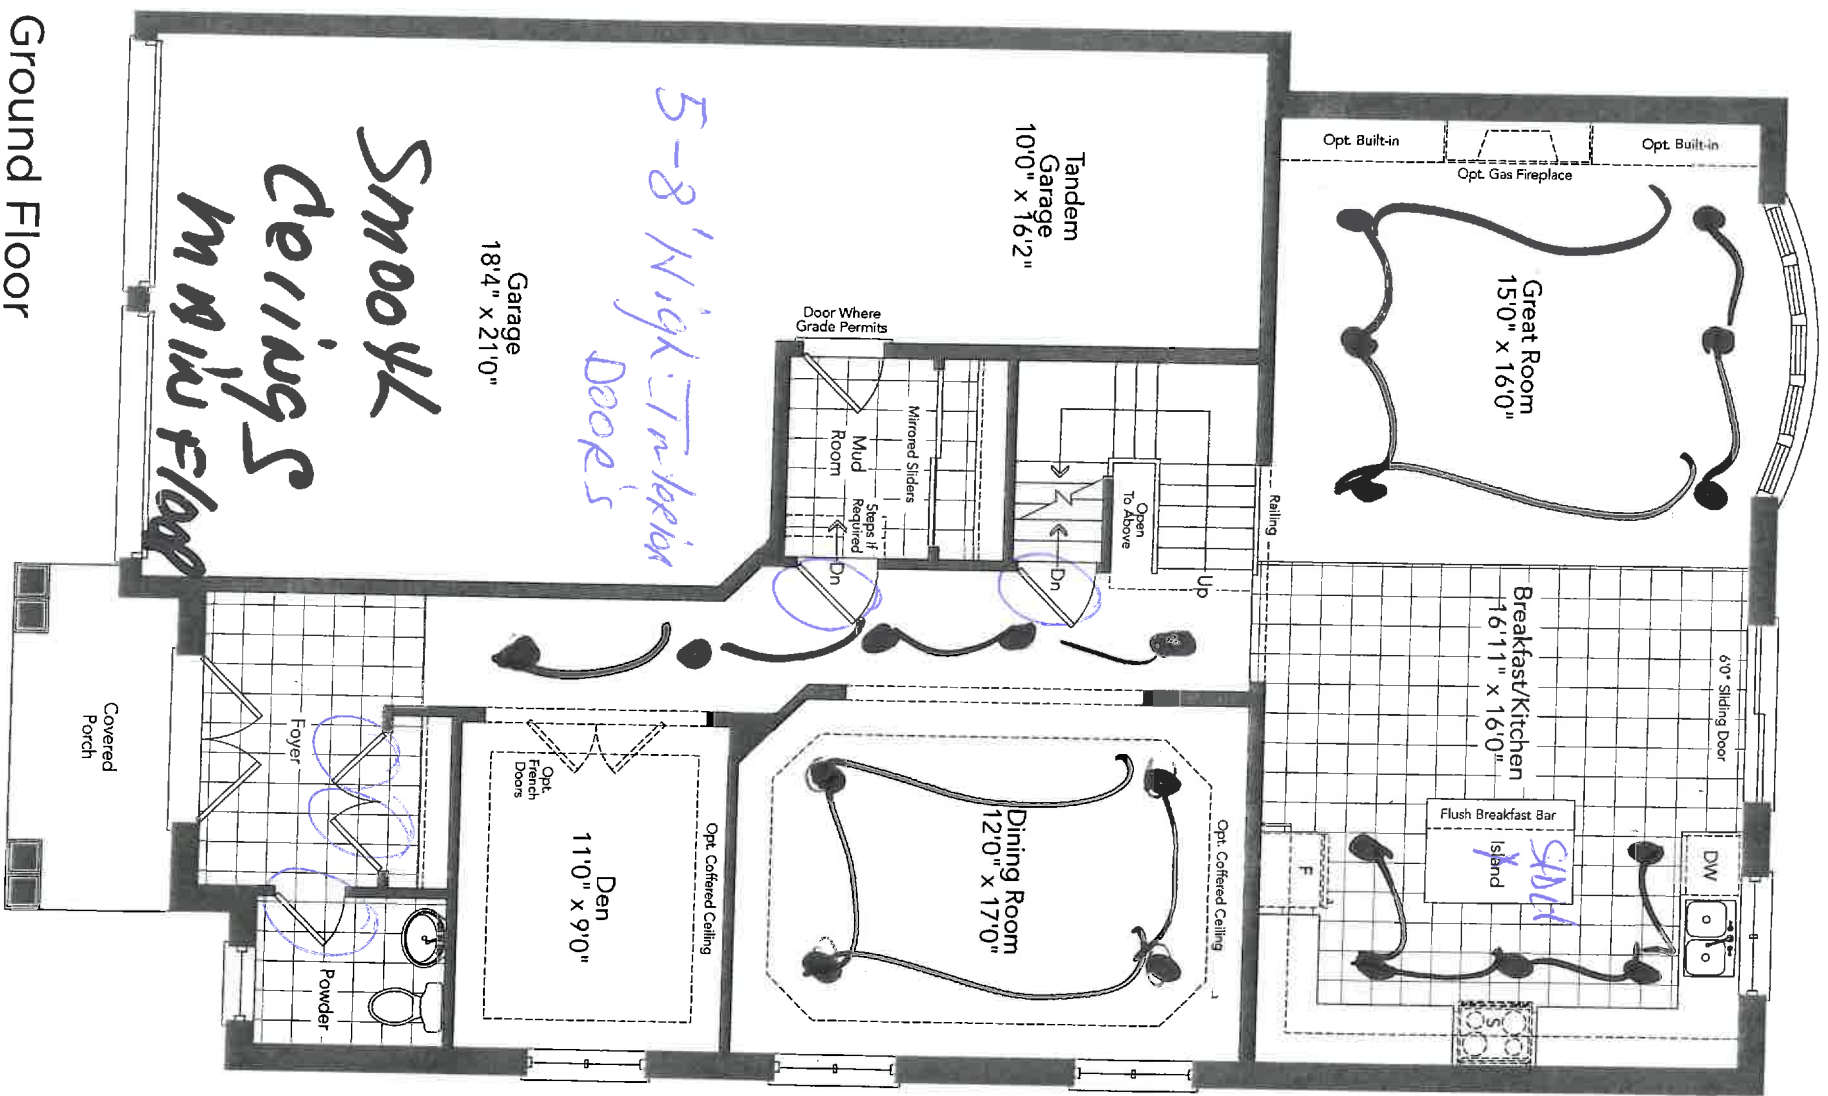 Ground Floor
Garage
18'4" x 21'0"
Tandem
Garage
10'0" x 16'2"
Smooth
Ceilings
Main Floor
5-8' High Interior
Doors
Door Where
Grade Permits
Mud
Room
Mirrored Sliders
Steps if
Required
Dn
Dn
Up
Open
To Above
Railing
Opt. Built-in
Opt. Built-in
Opt. Gas Fireplace
Great Room
15'0" x 16'0"
Breakfast/Kitchen
16'11" x 16'0"
6'0" Sliding Door
Flush Breakfast Bar
Island
DW
F
S
Dining Room
12'0" x 17'0"
Opt. Coffered Ceiling
Den
11'0" x 9'0"
Opt. Coffered Ceiling
Opt.
French
Doors
Foyer
Powder
Covered
Porch